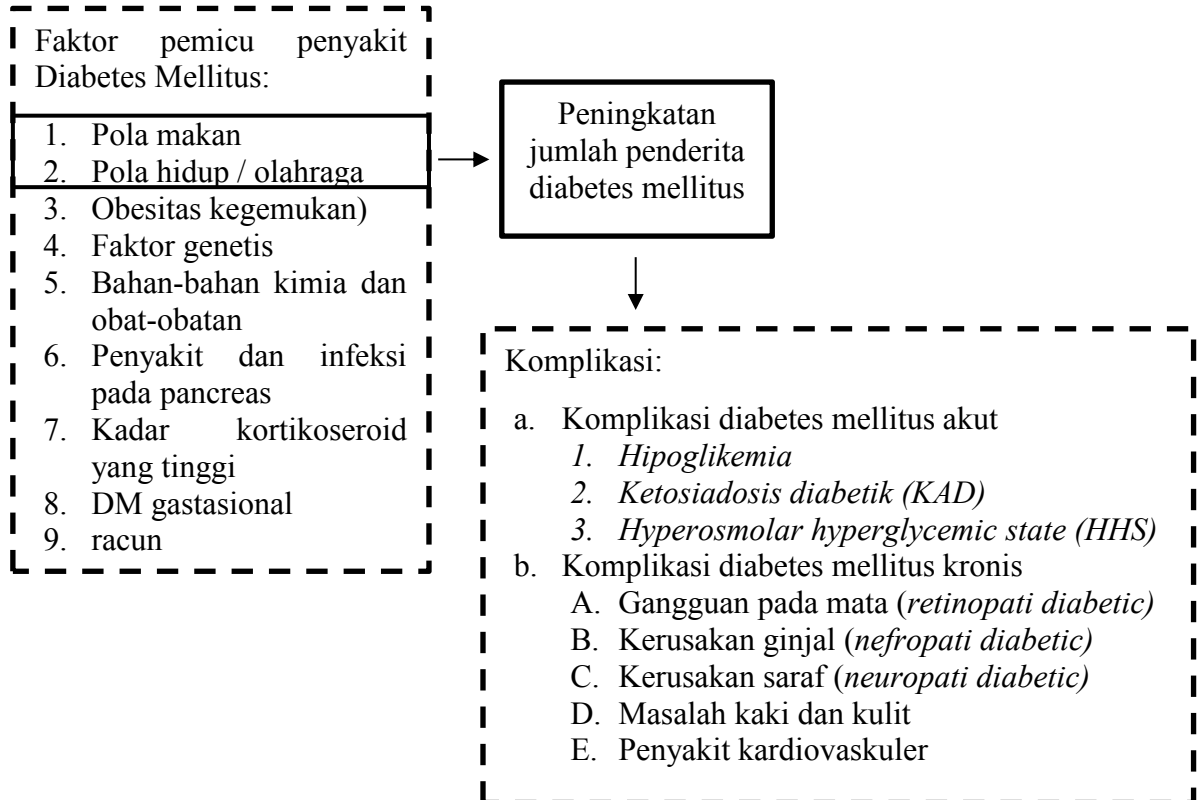 Faktor pemicu penyakit
Diabetes Mellitus:
1. Pola makan
2. Pola hidup / olahraga
3. Obesitas kegemukan)
4. Faktor genetis
5. Bahan-bahan kimia dan
obat-obatan
6. Penyakit dan infeksi
pada pancreas
7. Kadar kortikoseroid
yang tinggi
8. DM gastasional
9. racun
Peningkatan
jumlah penderita
diabetes mellitus
Komplikasi:
a. Komplikasi diabetes mellitus akut
1. Hipoglikemia
2. Ketosiadosis diabetik (KAD)
3. Hyperosmolar hyperglycemic state (HHS)
b. Komplikasi diabetes mellitus kronis
A. Gangguan pada mata (retinopati diabetic)
B. Kerusakan ginjal (nefropati diabetic)
C. Kerusakan saraf (neuropati diabetic)
D. Masalah kaki dan kulit
E. Penyakit kardiovaskuler